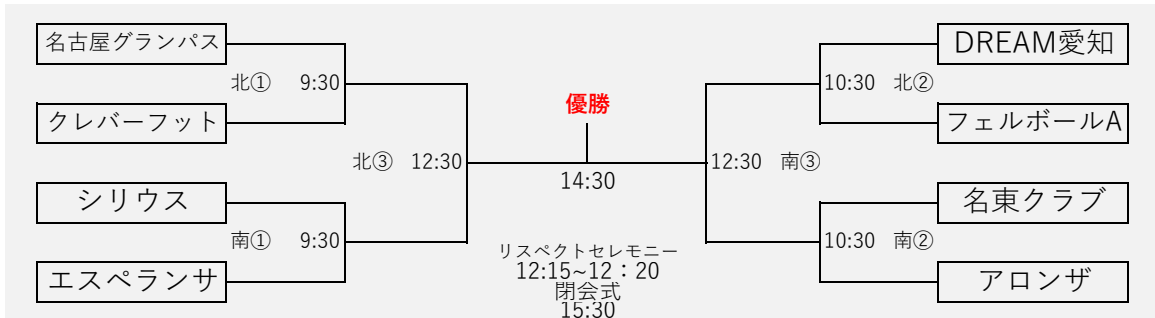 名古屋グランパス
北① 9:30
クレバーフット
北③ 12:30
シリウス
南① 9:30
エスペランサ
優勝
14:30
リスペクトセレモニー
12:15~12：20
閉会式
15:30
DREAM愛知
10:30 北②
フェルボールA
12:30 南③
名東クラブ
10:30 南②
アロンザ